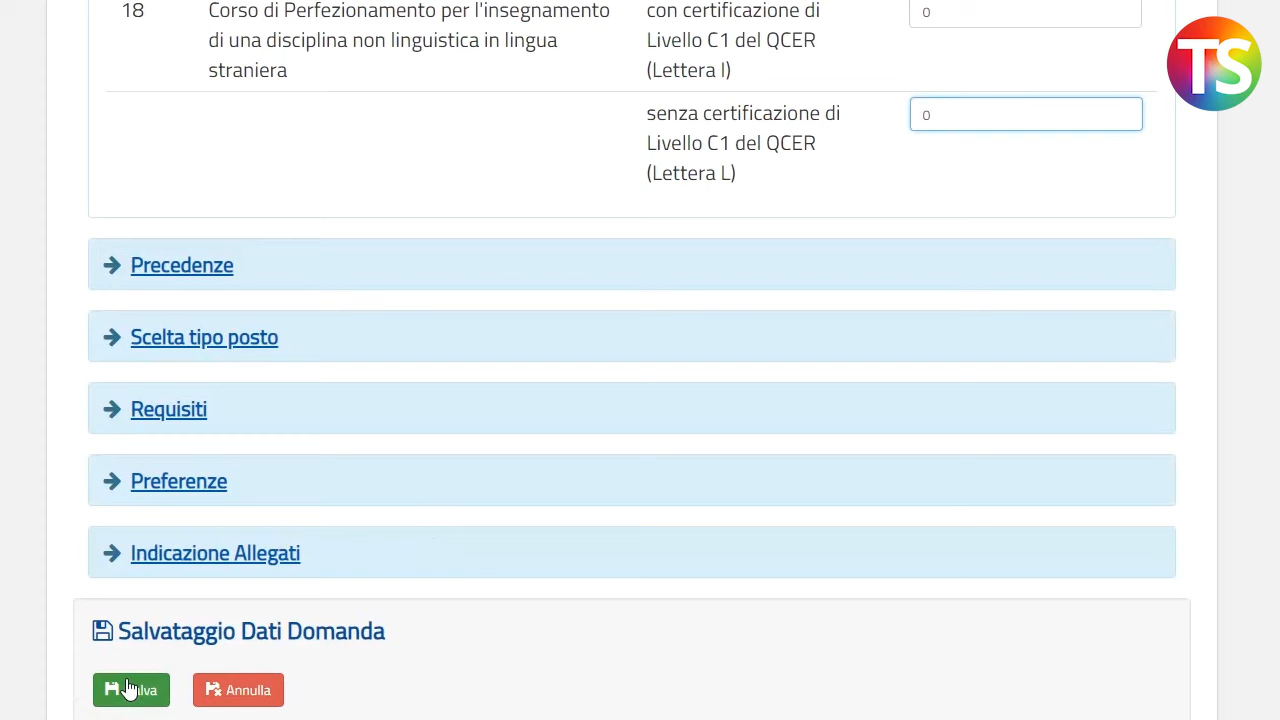 18 Corso di Perfezionamento per l'insegnamento con certificazione di 0
di una disciplina non linguistica in lingua Livello C1 del QCER
straniera (Lettera I)
TS
senza certificazione di 0
Livello C1 del QCER
(Lettera L)
Precedenze
Scelta tipo posto
Requisiti
Preferenze
Indicazione Allegati
Salvataggio Dati Domanda
Annulla